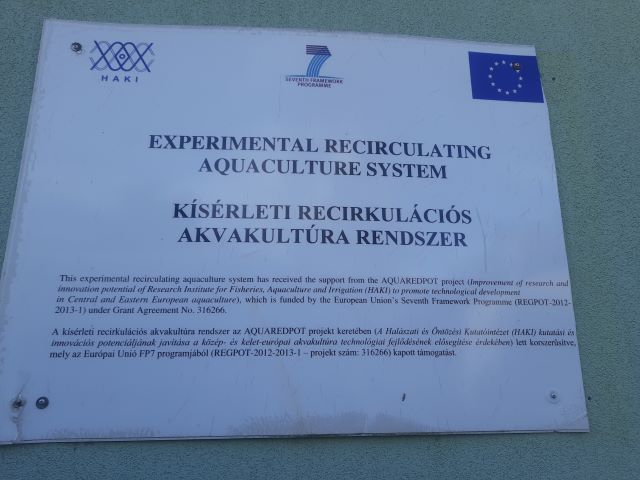 HAKI
7
SEVENTH FRAMEWORK
PROGRAMME
EXPERIMENTAL RECIRCULATING
AQUACULTURE SYSTEM
KÍSÉRLETI RECIRKULÁCIÓS
AKVAKULTÚRA RENDSZER
This experimental recirculating aquaculture system has received the support from the AQUAREDPOT project (Improvement of research and
innovation potential of Research Institute for Fisheries, Aquaculture and Irrigation (HAKI) to promote technological development
in Central and Eastern European aquaculture), which is funded by the European Union's Seventh Framework Programme (REGPOT-2012-
2013-1) under Grant Agreement No. 316266.
A kísérleti recirkulációs akvakultúra rendszer az AQUAREDPOT projekt keretében (A Halászati és Öntözési Kutatóintézet (HAKI) kutatási és
innovációs potenciáljának javítása a közép- és kelet-európai akvakultúra technológiai fejlődésének elősegítése érdekében) lett korszerűsítve,
mely az Európai Unió FP7 programjából (REGPOT-2012-2013-1 – projekt szám: 316266) kapott támogatást.